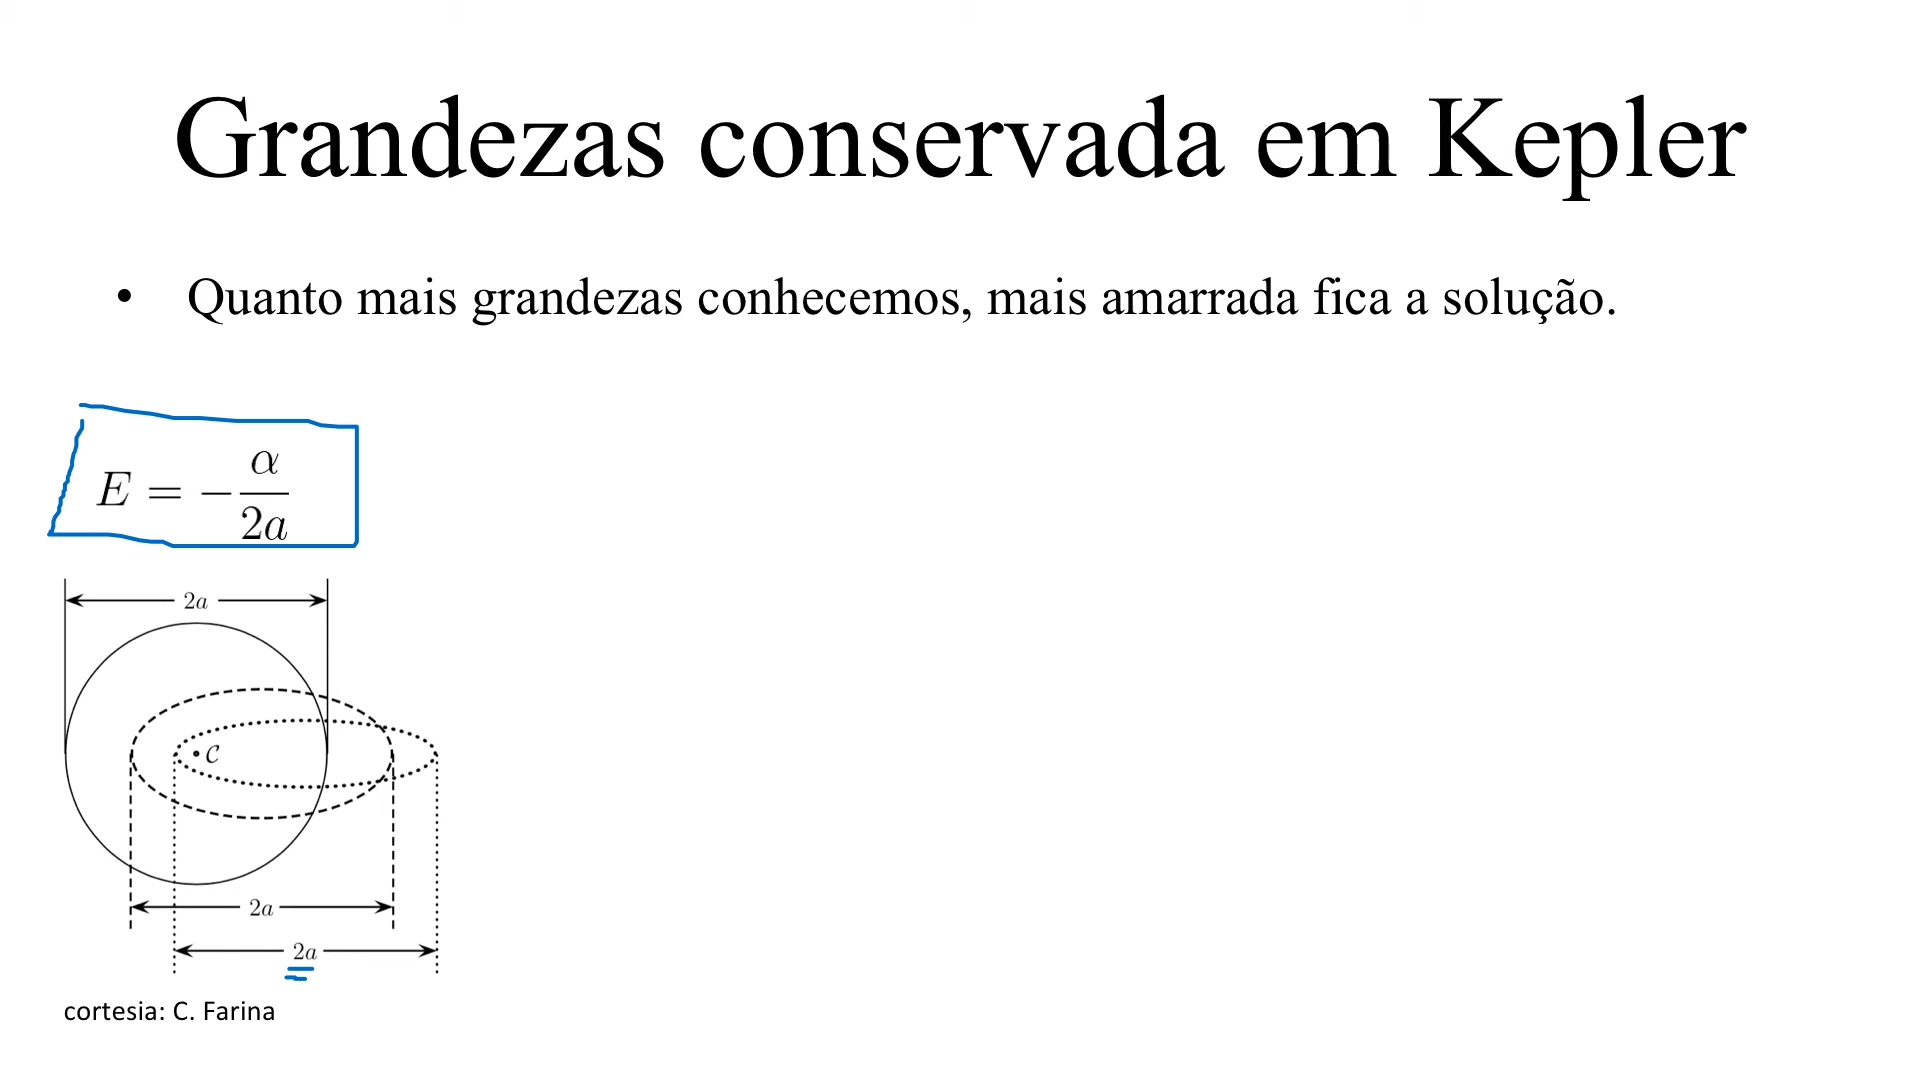 Grandezas conservada em Kepler
• Quanto mais grandezas conhecemos, mais amarrada fica a solução.
E = -α/2a
2a
C
2a
2a
cortesia: C. Farina